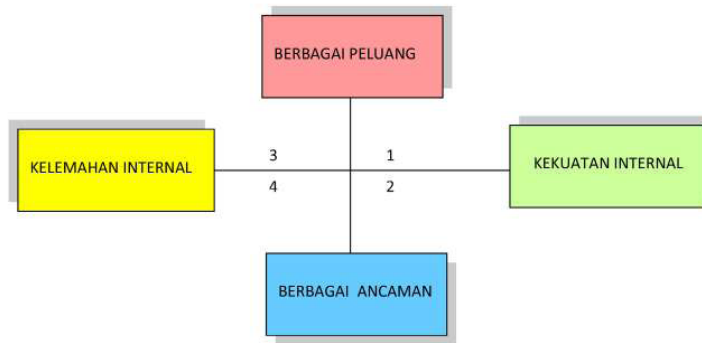 BERBAGAI PELUANG
KELEMAHAN INTERNAL
3
1
KEKUATAN INTERNAL
4
2
BERBAGAI ANCAMAN